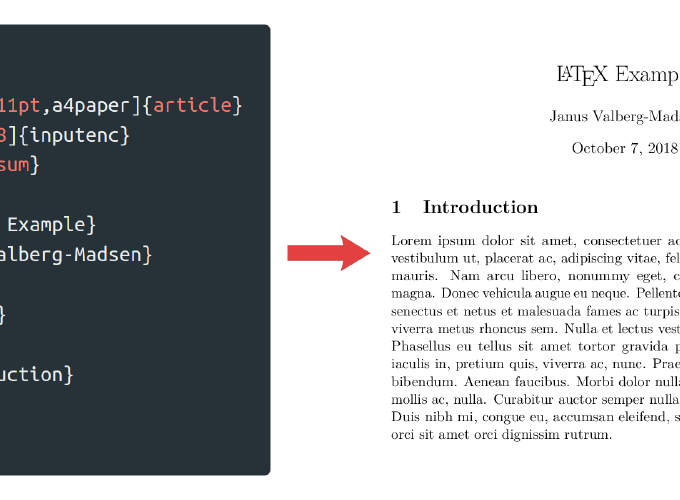 11pt,a4paper]{article}
8]{inputenc}
sum}
Example}
alberg-Madsen}
}
uction}
LATEX Examp
Janus Valberg-Mads
October 7, 2018
1 Introduction
Lorem ipsum dolor sit amet, consectetuer ad
vestibulum ut, placerat ac, adipiscing vitae, fel
mauris. Nam arcu libero, nonummy eget, c
magna. Donec vehicula augue eu neque. Pellente
senectus et netus et malesuada fames ac turpis
viverra metus rhoncus sem. Nulla et lectus vest
Phasellus eu tellus sit amet tortor gravida p
iaculis in, pretium quis, viverra ac, nunc. Prae
bibendum. Aenean faucibus. Morbi dolor nulla
mollis ac, nulla. Curabitur auctor semper nulla
Duis nibh mi, congue eu, accumsan eleifend, s
orci sit amet orci dignissim rutrum.